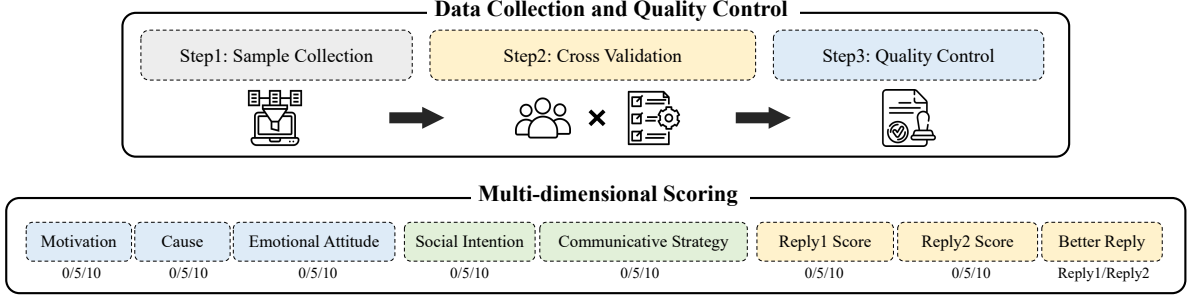 Data Collection and Quality Control
Step1: Sample Collection
Step2: Cross Validation
Step3: Quality Control
Multi-dimensional Scoring
Motivation
Cause
Emotional Attitude
Social Intention
Communicative Strategy
Reply1 Score
Reply2 Score
Better Reply
0/5/10
0/5/10
0/5/10
0/5/10
0/5/10
0/5/10
0/5/10
Reply1/Reply2